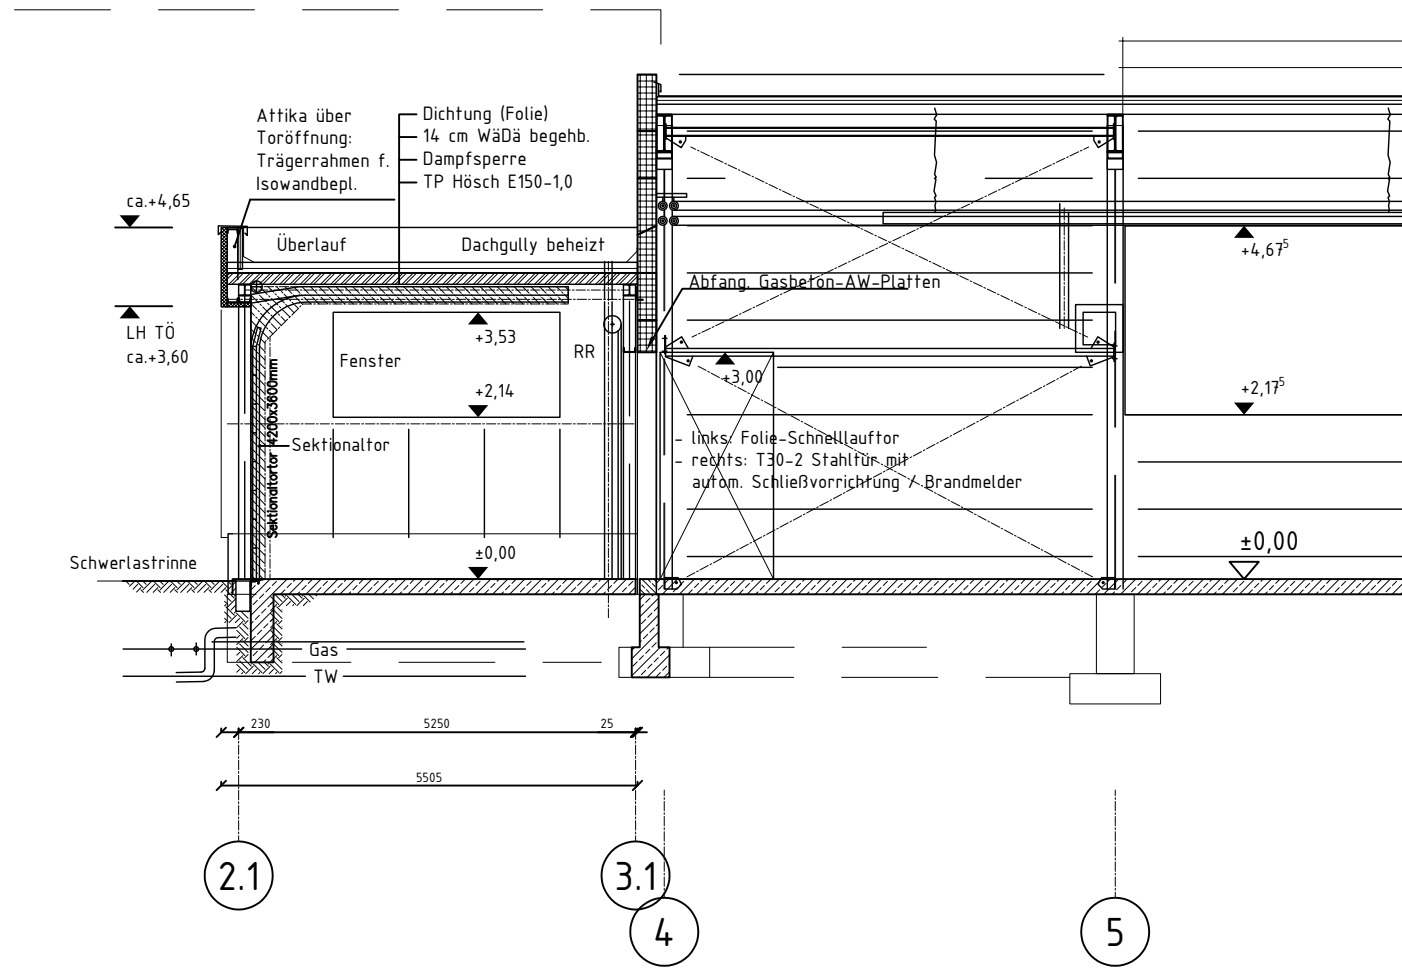 Attika über
Toröffnung:
Trägerrahmen f.
Isowandbepl.
Dichtung (Folie)
14 cm WäDä begehb.
Dampfsperre
TP Hösch E150-1,0
ca.+4,65
Überlauf
Dachgully beheizt
+4,67⁵
Abfang. Gasbeton-AW-Platten
LH TÖ
ca.+3,60
+3,53
Fenster
RR
+3,00
+2,14
+2,17⁵
Sektionaltor
Sektionaltortor 4200x3600mm
- links: Folie-Schnellauftor
- rechts: T30-2 Stahltür mit
autom. Schließvorrichtung / Brandmelder
Schwerlastrinne
±0,00
±0,00
Gas
TW
230
5250
25
5505
2.1
3.1
4
5